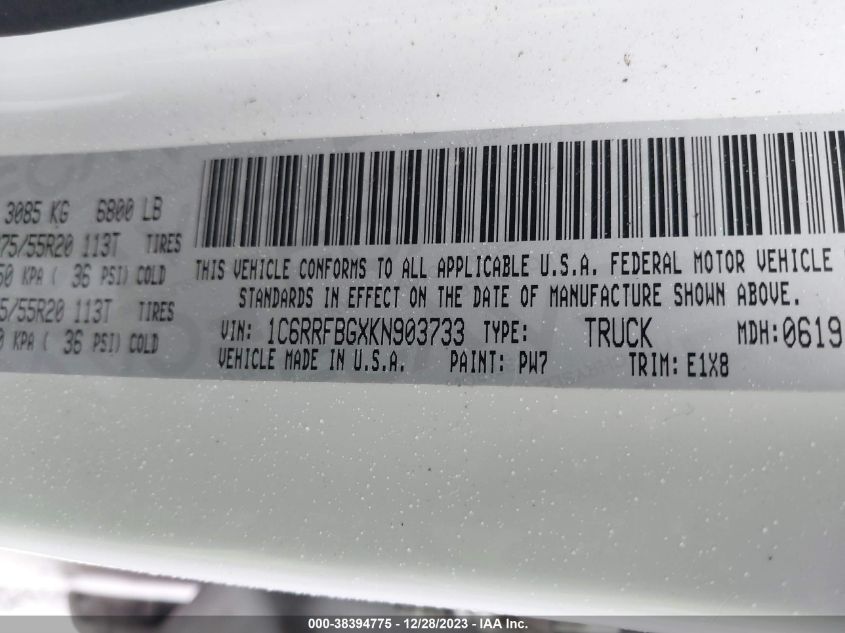 3085 KG 6800 LB
75/55R20 113T TIRES
50 KPA ( 36 PSI) COLD
5/55R20 113T TIRES
0 KPA ( 36 PSI) COLD
THIS VEHICLE CONFORMS TO ALL APPLICABLE U.S.A. FEDERAL MOTOR VEHICLE
STANDARDS IN EFFECT ON THE DATE OF MANUFACTURE SHOWN ABOVE.
VIN: 1C6RRFBGXKN903733 TYPE: TRUCK MDH: 0619
VEHICLE MADE IN U.S.A. PAINT: PW7 TRIM: E1X8
000-38394775 - 12/28/2023 - IAA Inc.